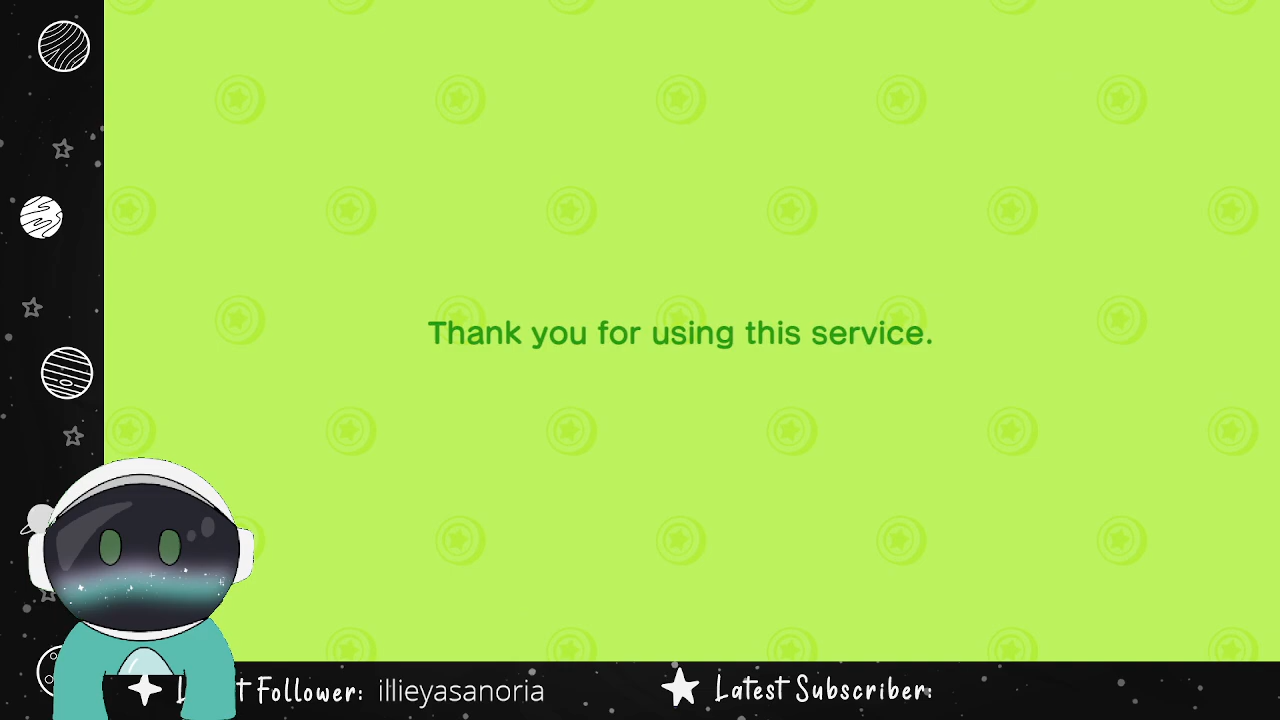 Thank you for using this service.
Follower: illieyasanoria
Latest Subscriber: